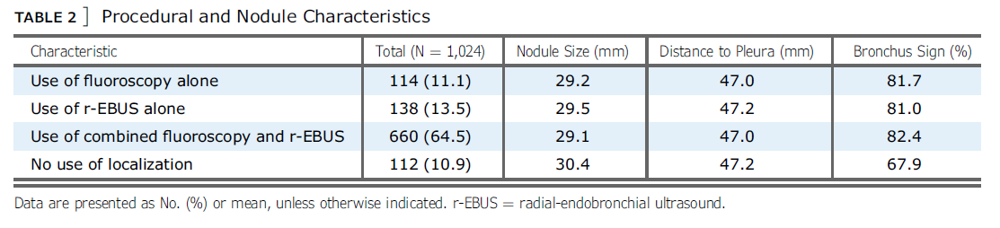 TABLE 2 ] Procedural and Nodule Characteristics
Characteristic Total (N = 1,024) Nodule Size (mm) Distance to Pleura (mm) Bronchus Sign (%)
Use of fluoroscopy alone 114 (11.1) 29.2 47.0 81.7
Use of r-EBUS alone 138 (13.5) 29.5 47.2 81.0
Use of combined fluoroscopy and r-EBUS 660 (64.5) 29.1 47.0 82.4
No use of localization 112 (10.9) 30.4 47.2 67.9
Data are presented as No. (%) or mean, unless otherwise indicated. r-EBUS = radial-endobronchial ultrasound.